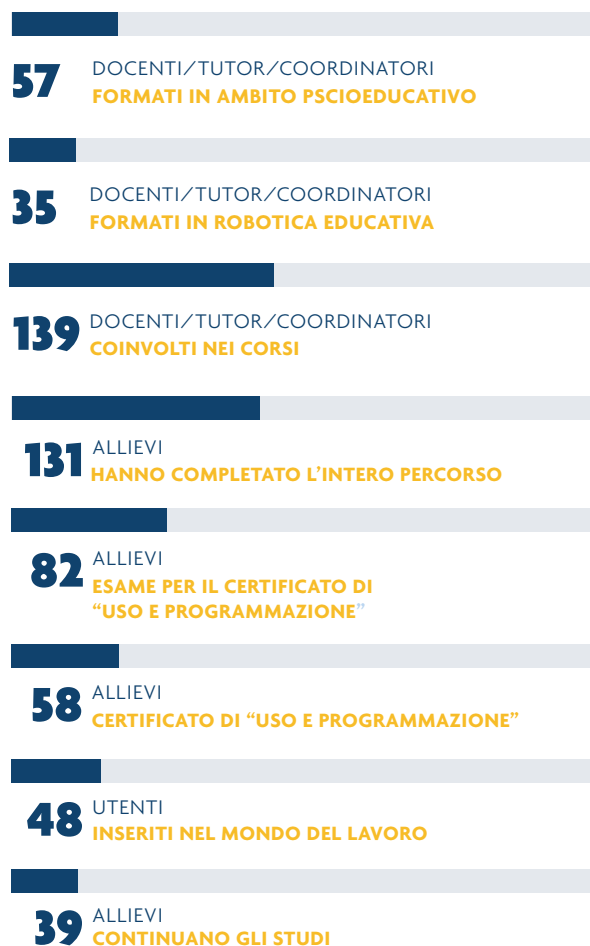 57 DOCENTI/TUTOR/COORDINATORI
FORMATI IN AMBITO PSCIOEDUCATIVO
35 DOCENTI/TUTOR/COORDINATORI
FORMATI IN ROBOTICA EDUCATIVA
139 DOCENTI/TUTOR/COORDINATORI
COINVOLTI NEI CORSI
131 ALLIEVI
HANNO COMPLETATO L’INTERO PERCORSO
82 ALLIEVI
ESAME PER IL CERTIFICATO DI
“USO E PROGRAMMAZIONE”
58 ALLIEVI
CERTIFICATO DI “USO E PROGRAMMAZIONE”
48 UTENTI
INSERITI NEL MONDO DEL LAVORO
39 ALLIEVI
CONTINUANO GLI STUDI